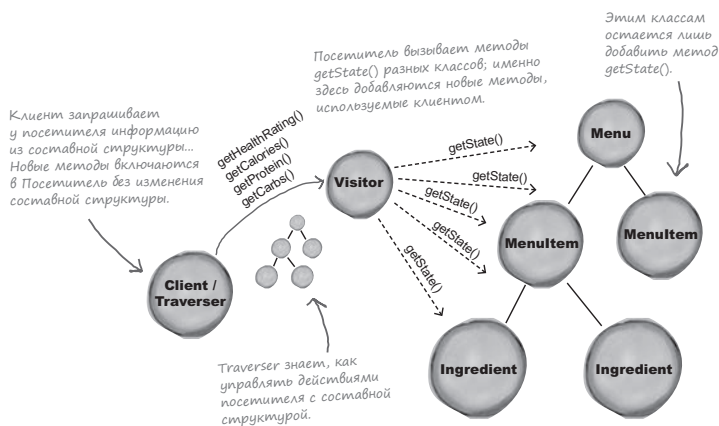 Этим классам
остается лишь
добавить метод
getState().
Посетитель вызывает методы
getState() разных классов; именно
здесь добавляются новые методы,
используемые клиентом.
Клиент запрашивает
у посетителя информацию
из составной структуры...
Новые методы включаются
в Посетитель без изменения
составной структуры.
getHealthRating()
getCalories()
getProtein()
getCarbs()
Visitor
getState()
getState()
getState()
getState()
getState()
Menu
MenuItem
MenuItem
Client /
Traverser
Ingredient
Ingredient
Traverser знает, как
управлять действиями
посетителя с составной
структурой.